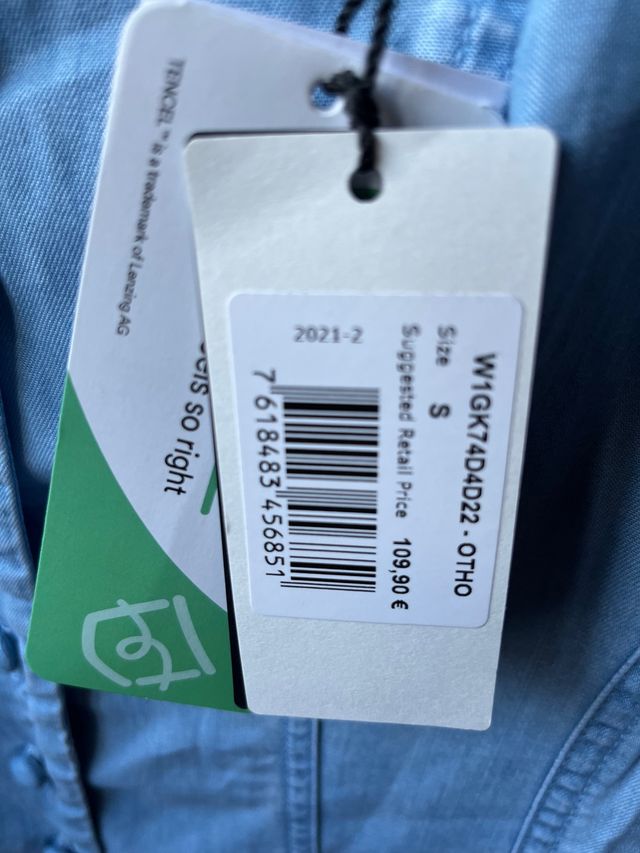 W1GK74D4D22 - OTHO
Size S
Suggested Retail Price 109,90 €
2021-2
7 618483 456851
TENCEL™ is a trademark of Lenzing AG
so right